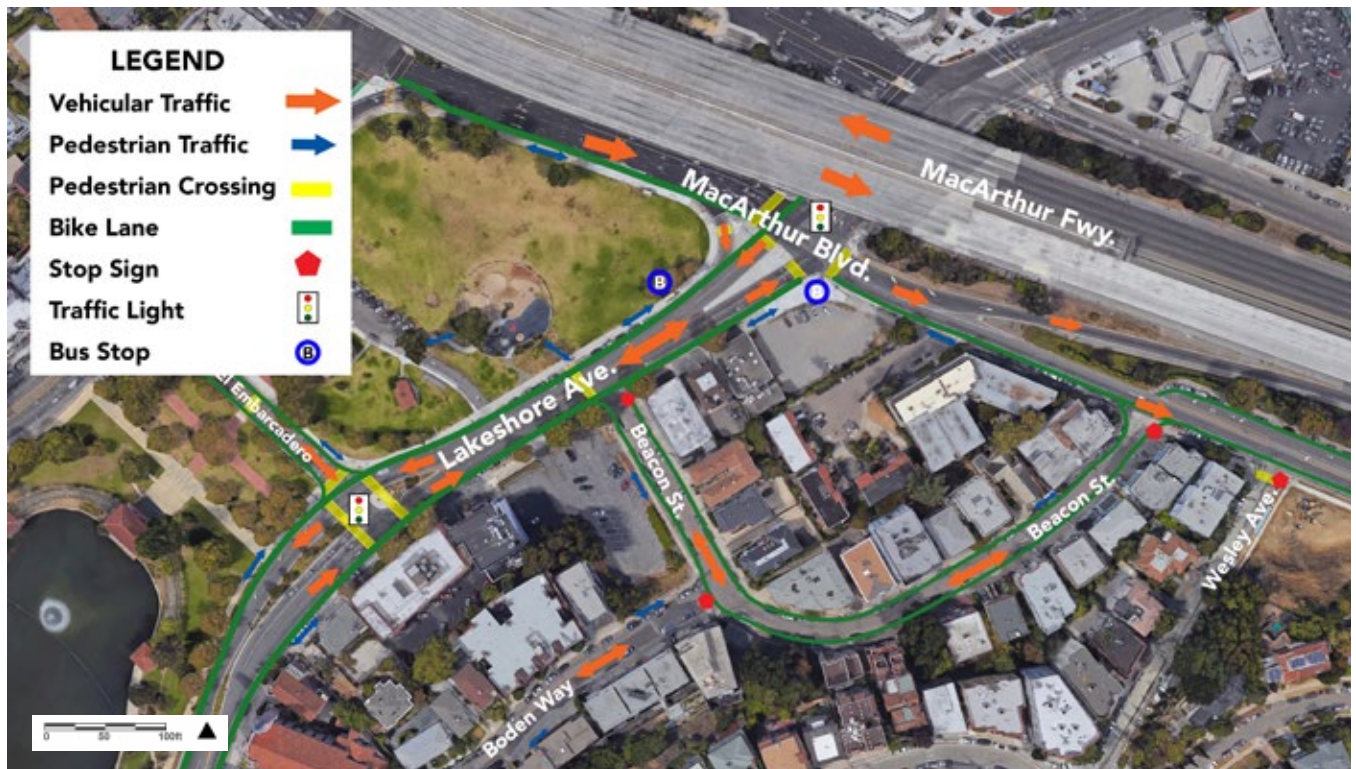 LEGEND
Vehicular Traffic
Pedestrian Traffic
Pedestrian Crossing
Bike Lane
Stop Sign
Traffic Light
Bus Stop
B
MacArthur Fwy.
MacArthur Blvd.
B
B
Lakeshore Ave.
El Embarcadero
Beacon St.
Beacon St.
Wesley Ave.
Boden Way
0 50 100ft